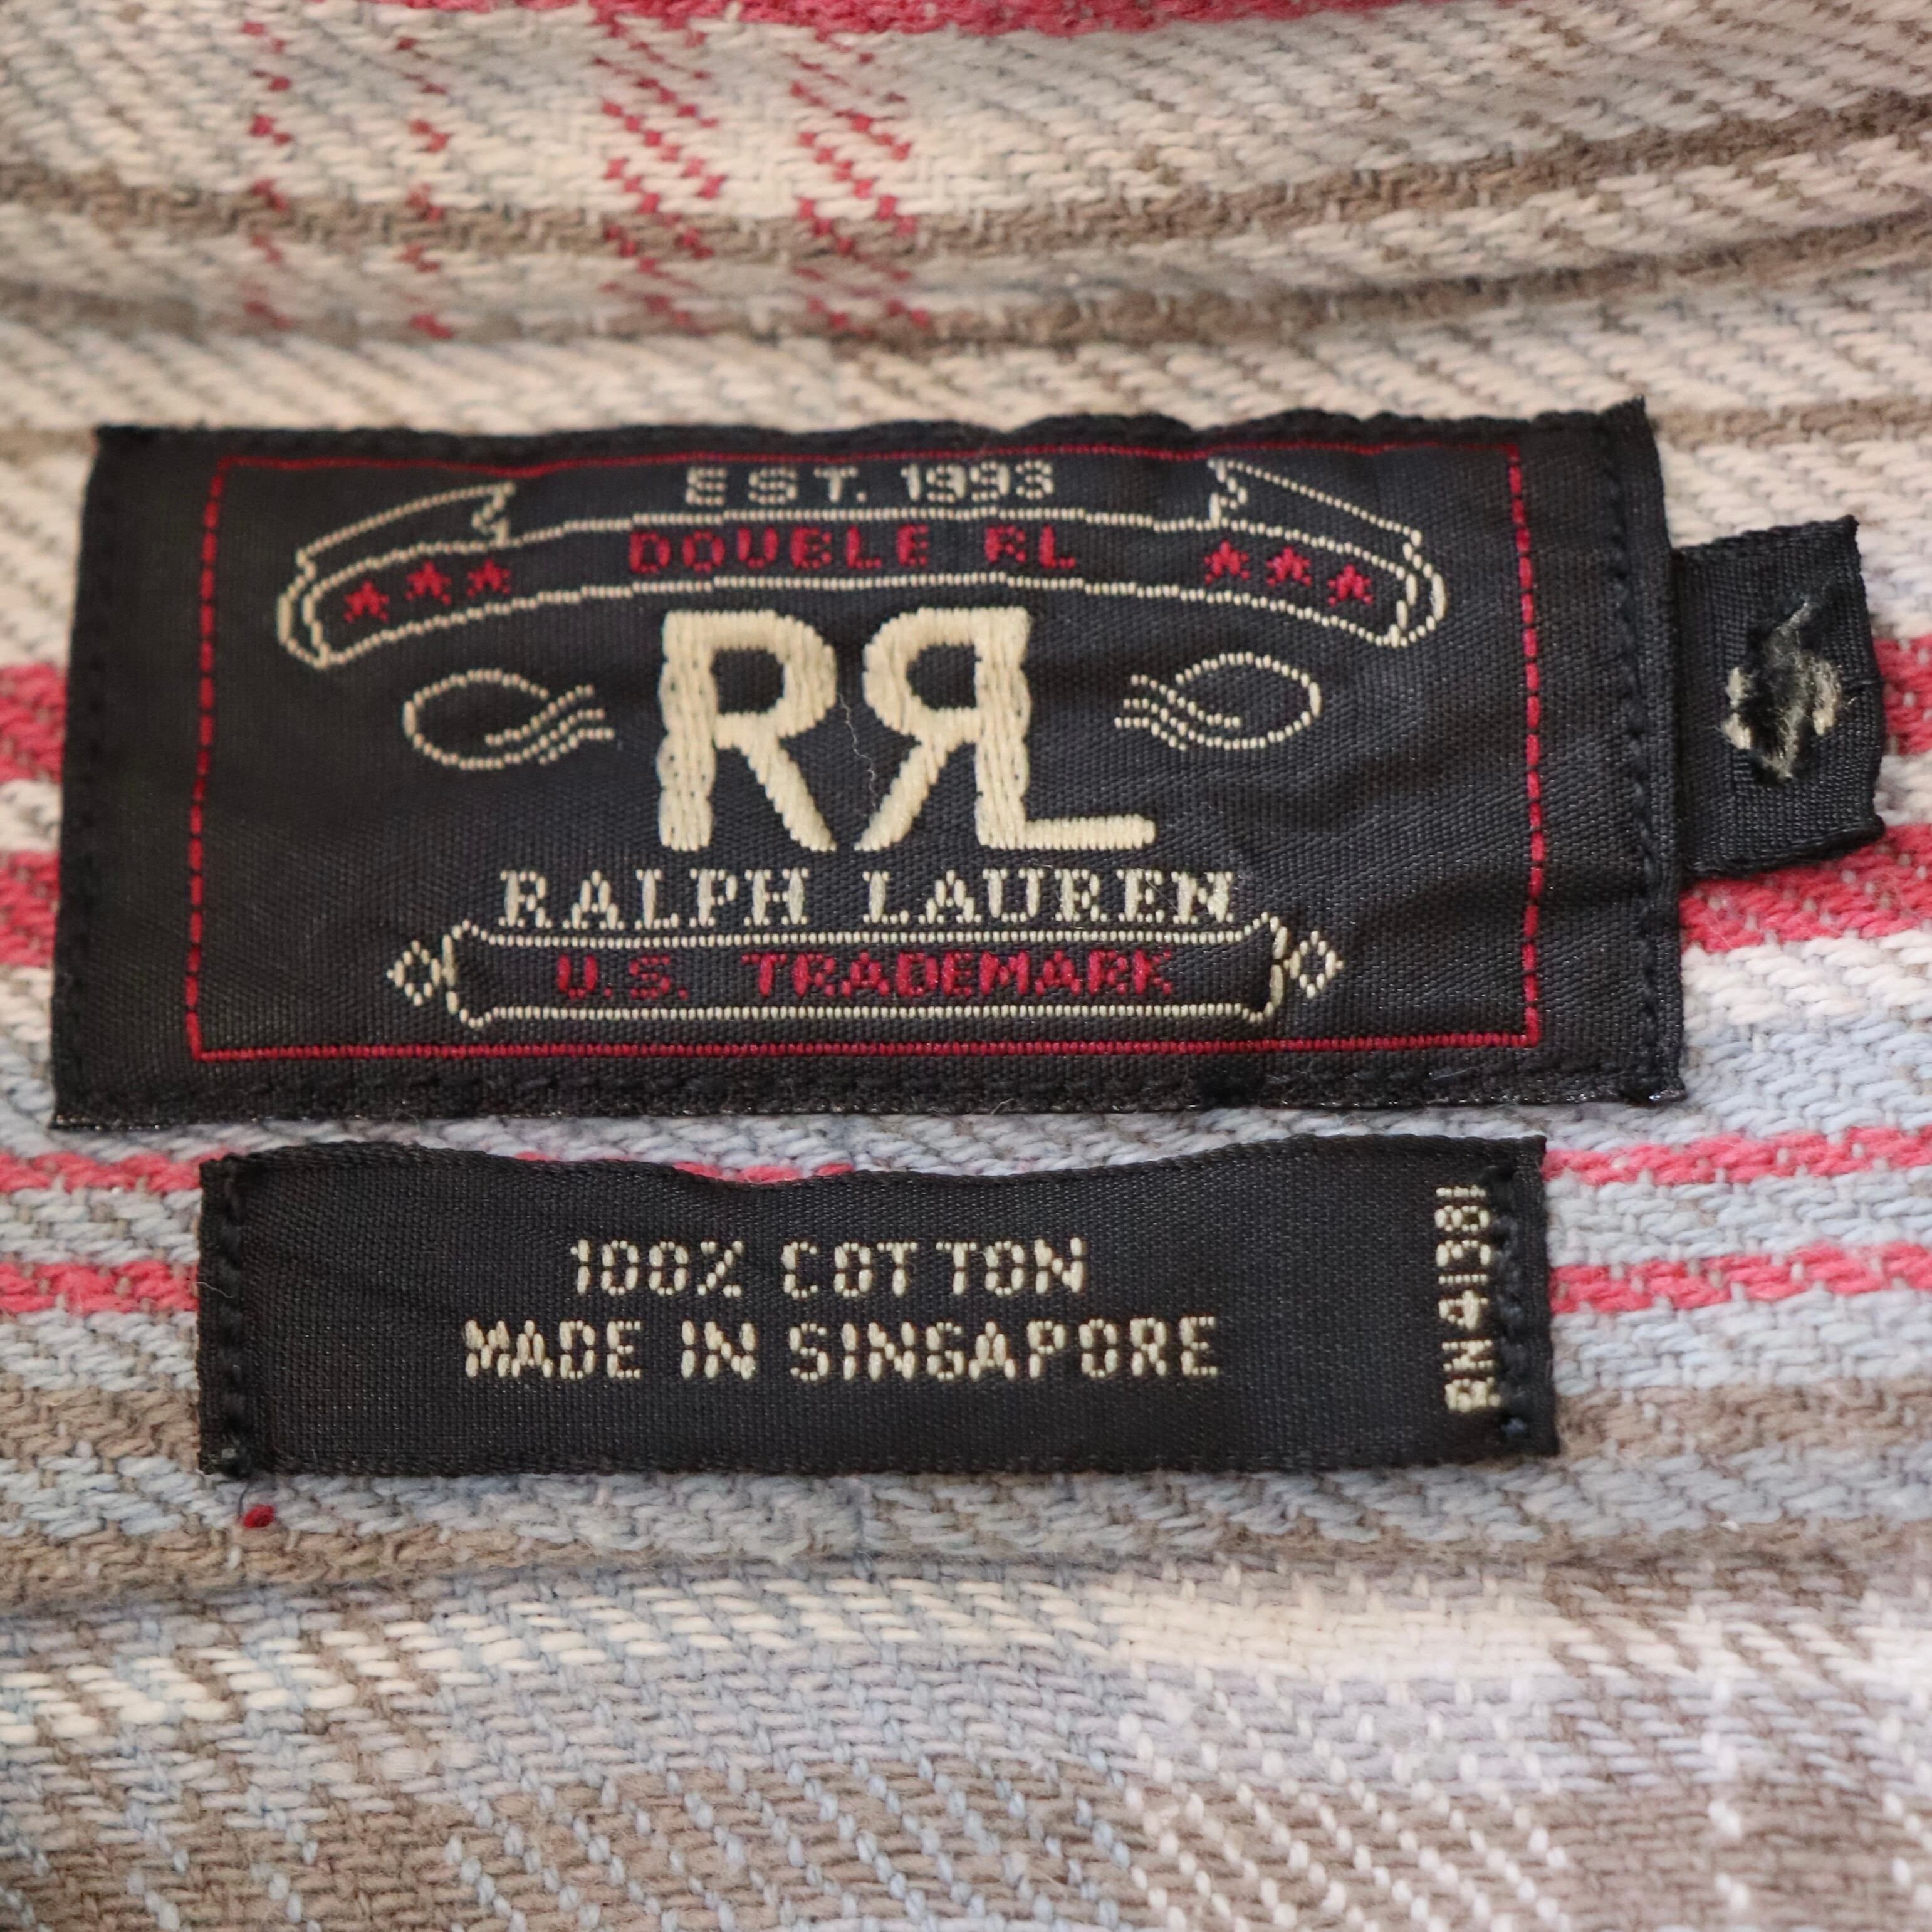 EST. 1993
DOUBLE RL
RRL
RALPH LAUREN
U.S. TRADEMARK
100% COTTON
MADE IN SINGAPORE
RN41381